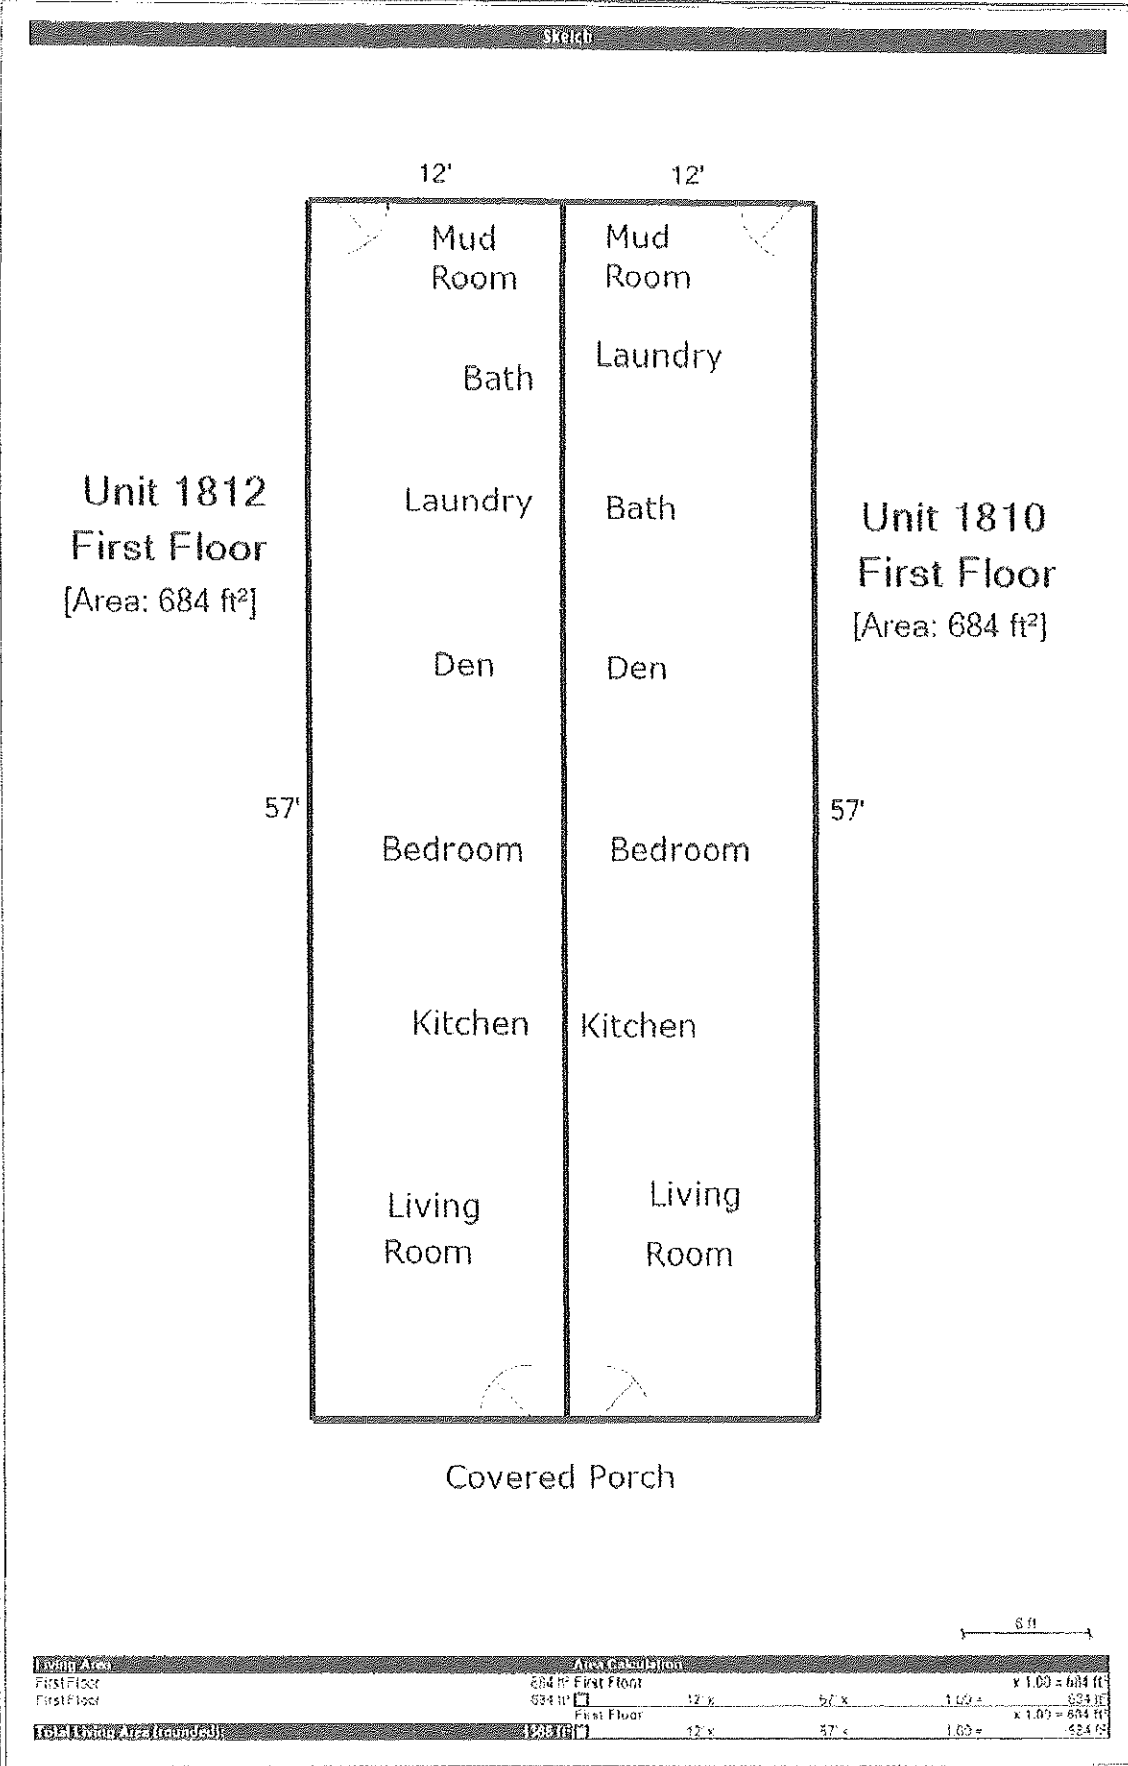 Sketch
12' 12'
Mud Mud
Room Room
Laundry
Bath
Unit 1812
Laundry Bath
Unit 1810
First Floor
First Floor
[Area: 684 ft²]
[Area: 684 ft²]
Den Den
57' 57'
Bedroom Bedroom
Kitchen Kitchen
Living Living
Room Room
Covered Porch
6 ft
Living Area Area Calculation
First Floor 684 ft² First Floor x 1.00 = 684 ft²
First Floor 684 ft² 12' x 57' x 1.00 = 684 ft²
First Floor x 1.00 = 684 ft²
Total Living Area (rounded): 12' x 57' x 1.00 = 684 ft²